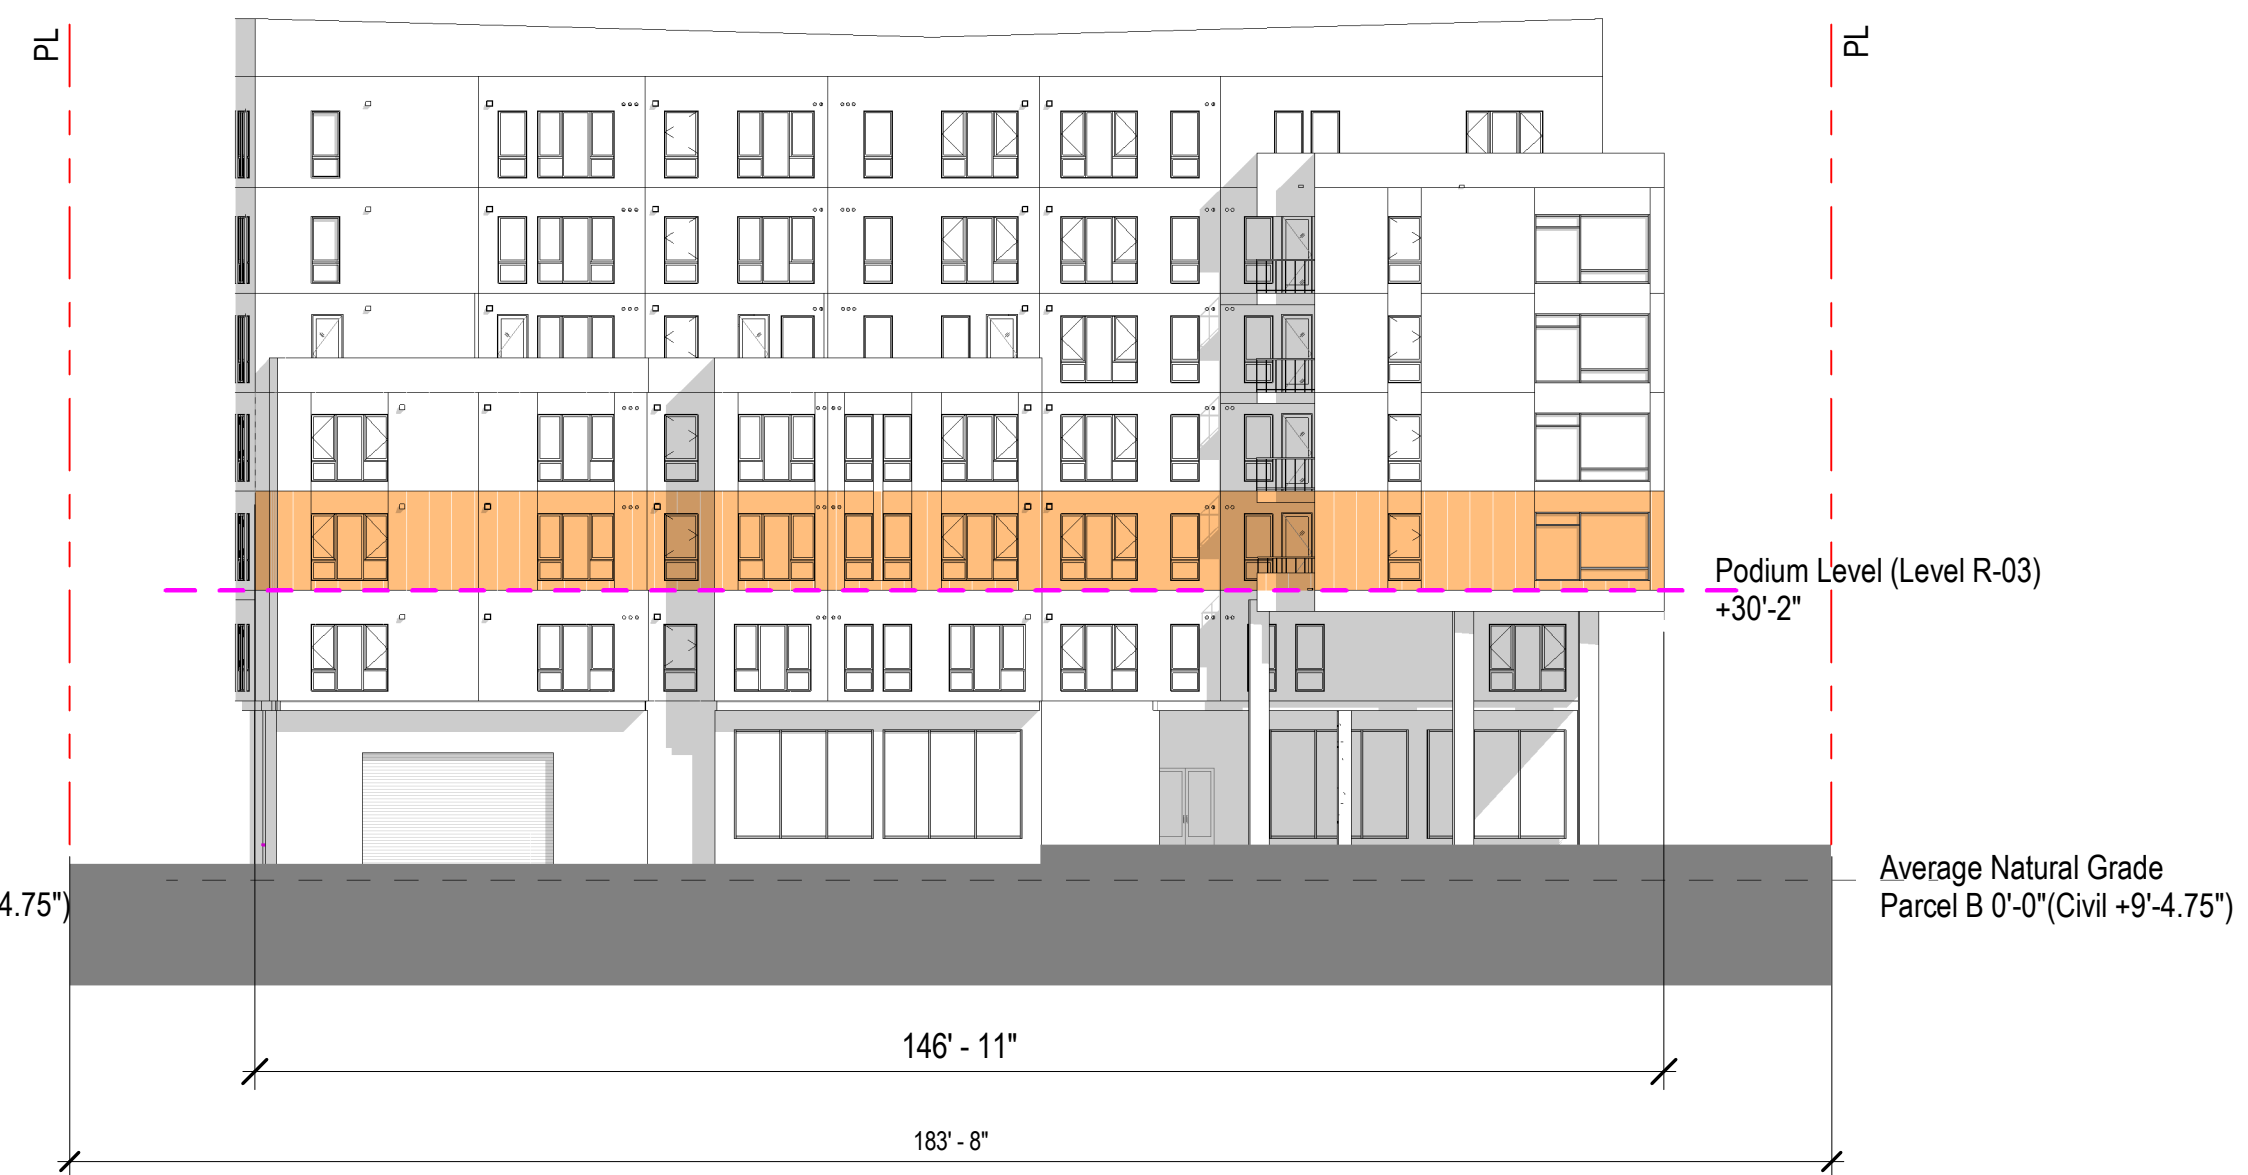 PL
PL
Podium Level (Level R-03)
+30'-2"
Average Natural Grade
4.75")
Parcel B 0'-0"(Civil +9'-4.75")
146' - 11"
183' - 8"